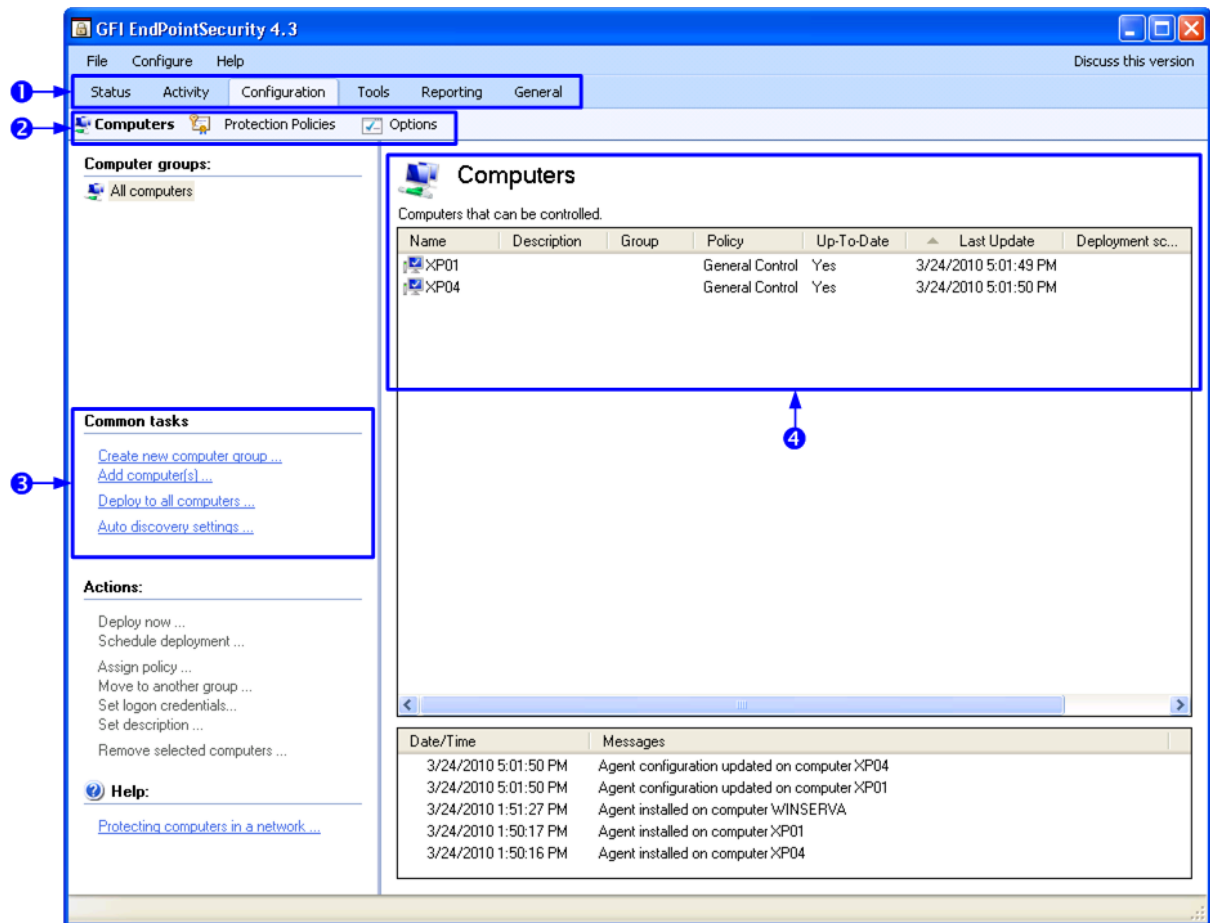 GFI EndPointSecurity 4.3
File Configure Help Discuss this version
1 Status Activity Configuration Tools Reporting General
2 Computers Protection Policies Options
Computer groups:
All computers
Computers
Computers that can be controlled.
Name Description Group Policy Up-To-Date Last Update Deployment sc...
XP01 General Control Yes 3/24/2010 5:01:49 PM
XP04 General Control Yes 3/24/2010 5:01:50 PM
4
3
Common tasks
Create new computer group ...
Add computer(s) ...
Deploy to all computers ...
Auto discovery settings ...
Actions:
Deploy now ...
Schedule deployment ...
Assign policy ...
Move to another group ...
Set logon credentials...
Set description ...
Remove selected computers ...
Help:
Protecting computers in a network ...
Date/Time Messages
3/24/2010 5:01:50 PM Agent configuration updated on computer XP04
3/24/2010 5:01:50 PM Agent configuration updated on computer XP01
3/24/2010 1:51:27 PM Agent installed on computer WINSERVA
3/24/2010 1:50:17 PM Agent installed on computer XP01
3/24/2010 1:50:16 PM Agent installed on computer XP04